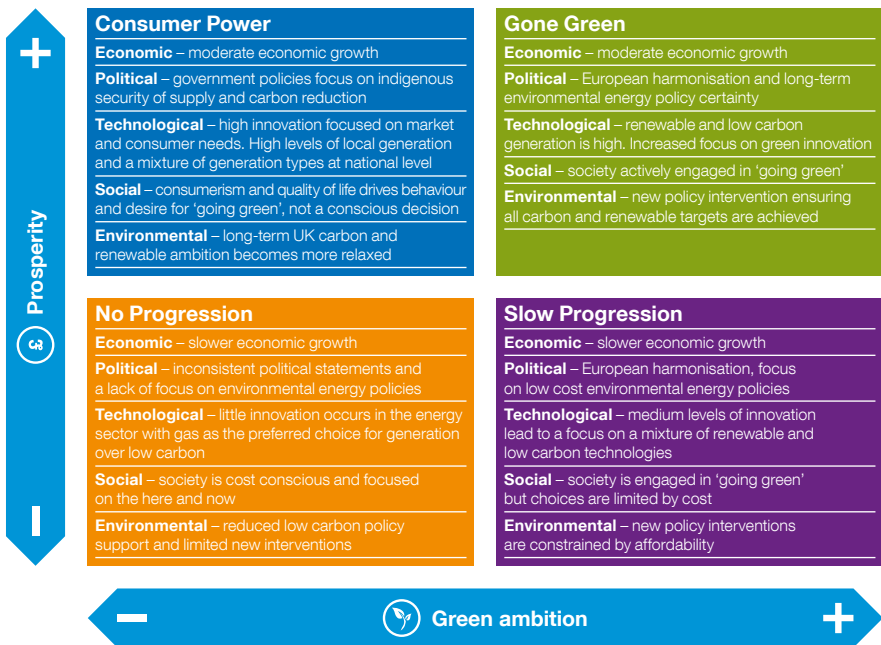 Consumer Power
Economic – moderate economic growth
Political – government policies focus on indigenous
security of supply and carbon reduction
Technological – high innovation focused on market
and consumer needs. High levels of local generation
and a mixture of generation types at national level
Social – consumerism and quality of life drives behaviour
and desire for ‘going green’, not a conscious decision
Environmental – long-term UK carbon and
renewable ambition becomes more relaxed
Gone Green
Economic – moderate economic growth
Political – European harmonisation and long-term
environmental energy policy certainty
Technological – renewable and low carbon
generation is high. Increased focus on green innovation
Social – society actively engaged in ‘going green’
Environmental – new policy intervention ensuring
all carbon and renewable targets are achieved
No Progression
Economic – slower economic growth
Political – inconsistent political statements and
a lack of focus on environmental energy policies
Technological – little innovation occurs in the energy
sector with gas as the preferred choice for generation
over low carbon
Social – society is cost conscious and focused
on the here and now
Environmental – reduced low carbon policy
support and limited new interventions
Slow Progression
Economic – slower economic growth
Political – European harmonisation, focus
on low cost environmental energy policies
Technological – medium levels of innovation
lead to a focus on a mixture of renewable and
low carbon technologies
Social – society is engaged in ‘going green’
but choices are limited by cost
Environmental – new policy interventions
are constrained by affordability
+
£ Prosperity
–
– Green ambition +